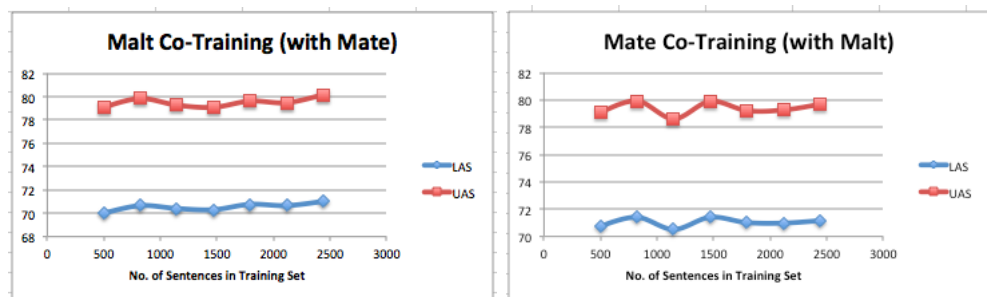 Malt Co-Training (with Mate)
82
80
78
76
74
72
70
68
0 500 1000 1500 2000 2500 3000
No. of Sentences in Training Set
LAS
UAS
Mate Co-Training (with Malt)
82
80
78
76
74
72
70
0 500 1000 1500 2000 2500 3000
No. of Sentences in Training Set
LAS
UAS